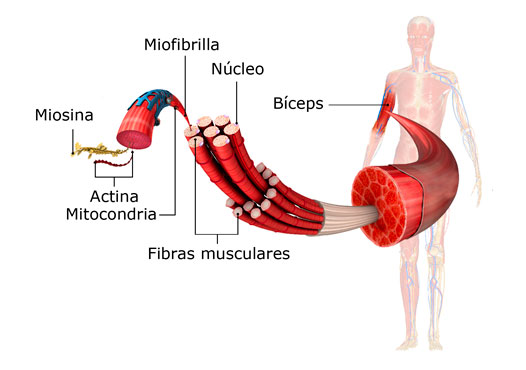 Miofibrilla
Núcleo
Bíceps
Miosina
Actina
Mitocondria
Fibras musculares